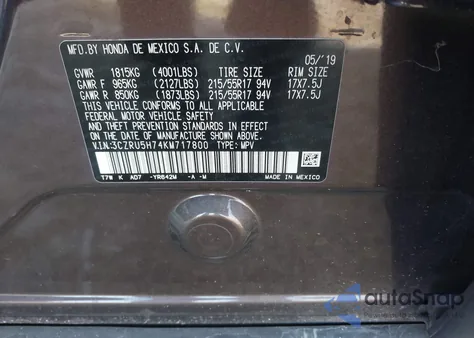 MFD.BY HONDA DE MEXICO S.A. DE C.V.
05/'19
GVWR 1815KG (4001LBS) TIRE SIZE RIM SIZE
GAWR F 965KG (2127LBS) 215/55R17 94V 17X7.5J
GAWR R 850KG (1873LBS) 215/55R17 94V 17X7.5J
THIS VEHICLE CONFORMS TO ALL APPLICABLE
FEDERAL MOTOR VEHICLE SAFETY AND THEFT PREVENTION STANDARDS
IN EFFECT ON THE DATE OF MANUFACTURE SHOWN ABOVE.
V.I.N:3CZRU5H74KM717800 TYPE:MPV
T7W K AD7 -YR642M -A -M
MADE IN MEXICO
autoSnap